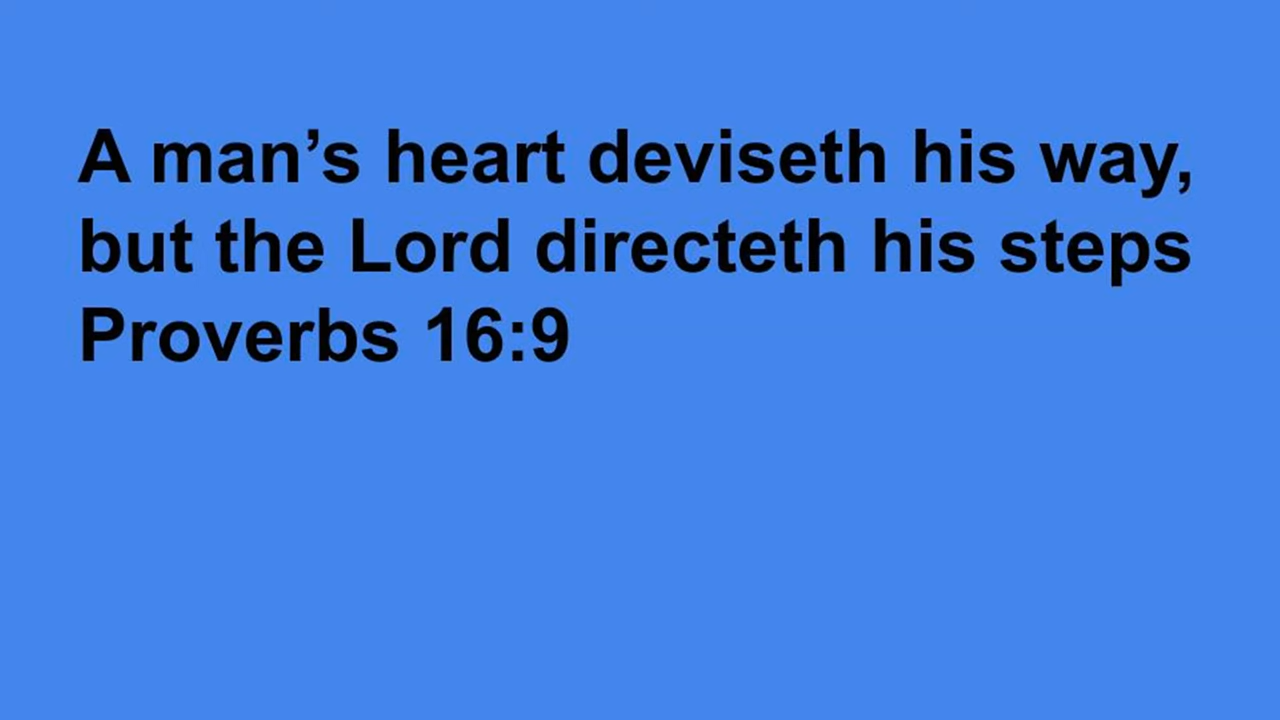 A man’s heart deviseth his way,
but the Lord directeth his steps
Proverbs 16:9